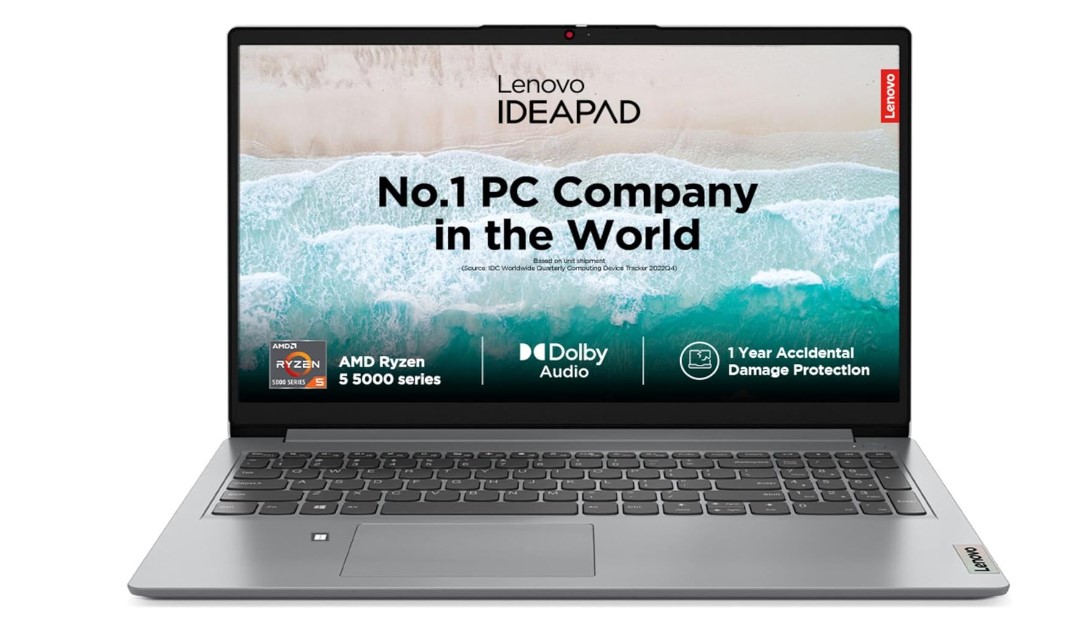 Lenovo
IDEAPAD
Lenovo
No.1 PC Company
in the World
Based on unit shipment
(Source: IDC Worldwide Quarterly Computing Device Tracker 2022Q4)
AMD
RYZEN
5000 SERIES 5
AMD Ryzen
5 5000 series
Dolby
Audio
1 Year Accidental
Damage Protection
Lenovo